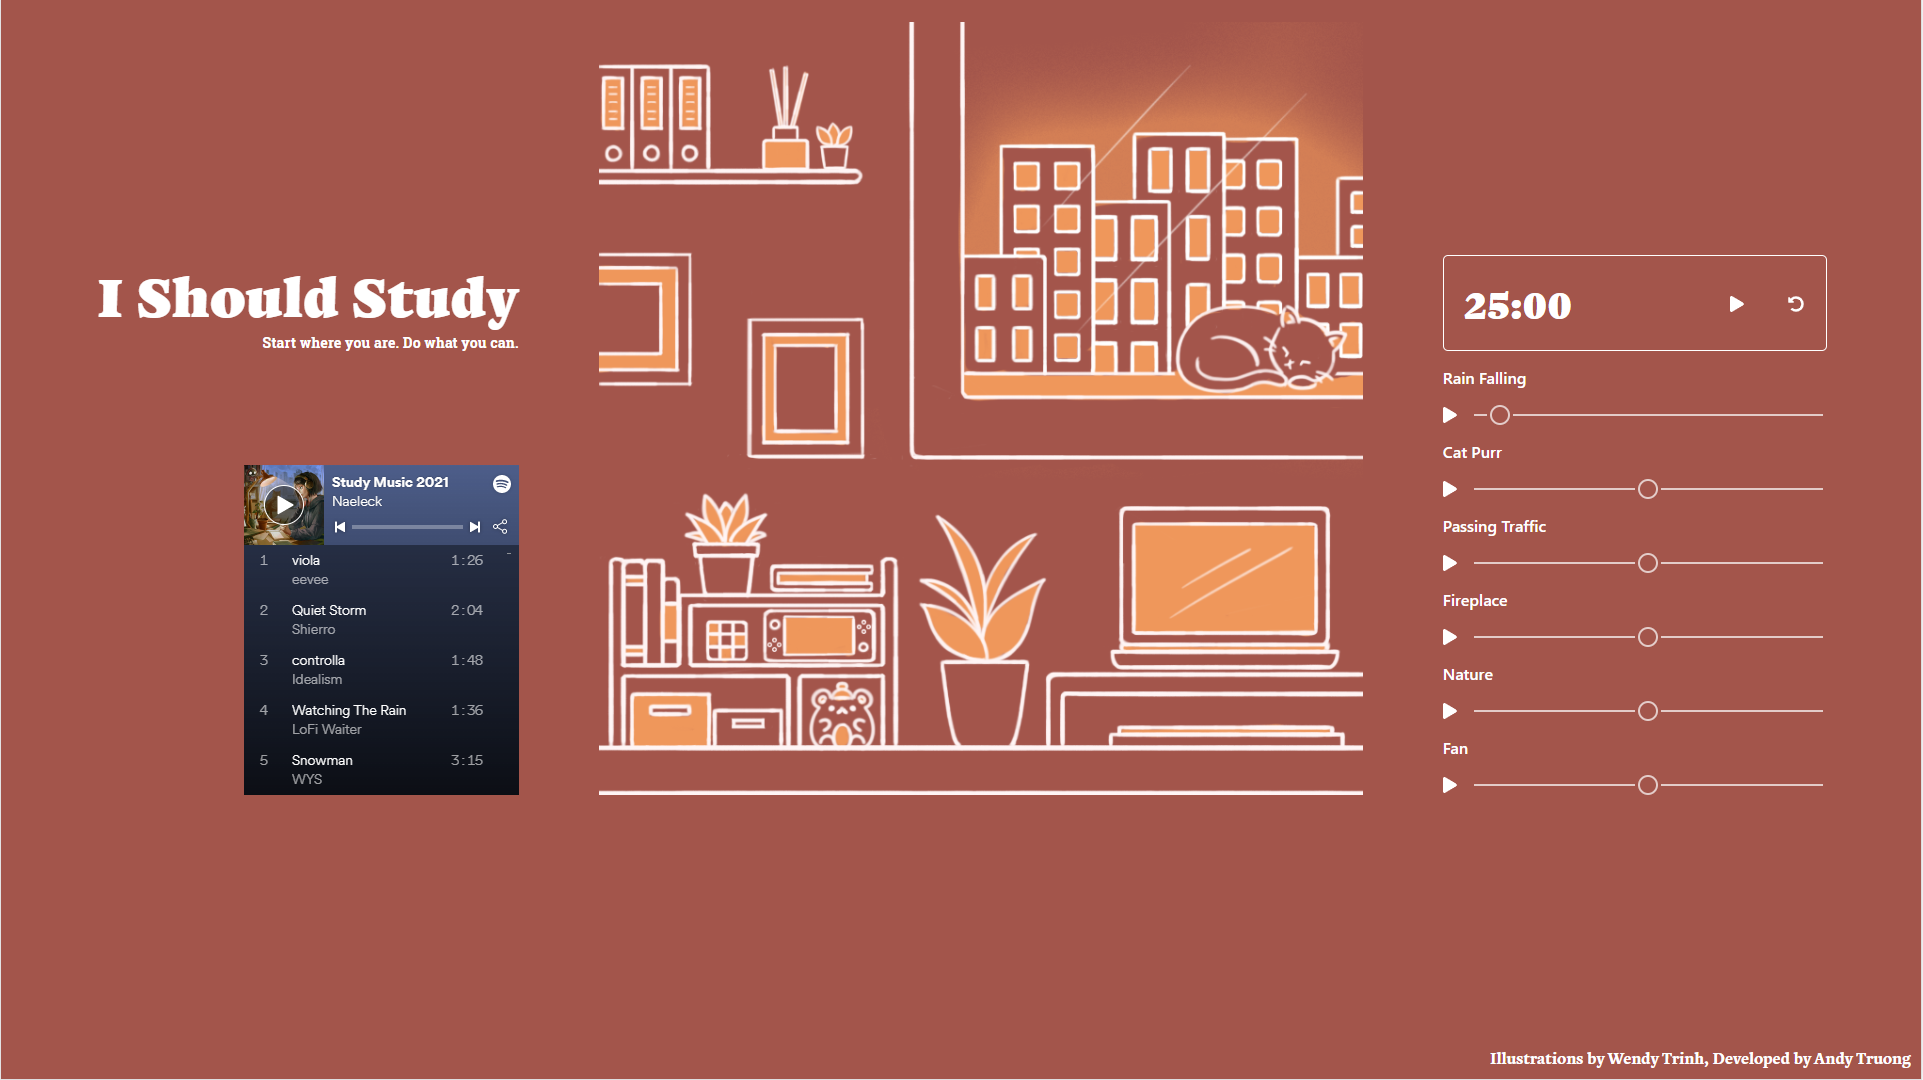 I Should Study
Start where you are. Do what you can.
Study Music 2021
Naeleck
1 viola 1:26
eevee
2 Quiet Storm 2:04
Shierro
3 controlla 1:48
Idealism
4 Watching The Rain 1:36
LoFi Waiter
5 Snowman 3:15
WYS
25:00
Rain Falling
Cat Purr
Passing Traffic
Fireplace
Nature
Fan
Illustrations by Wendy Trinh, Developed by Andy Truong